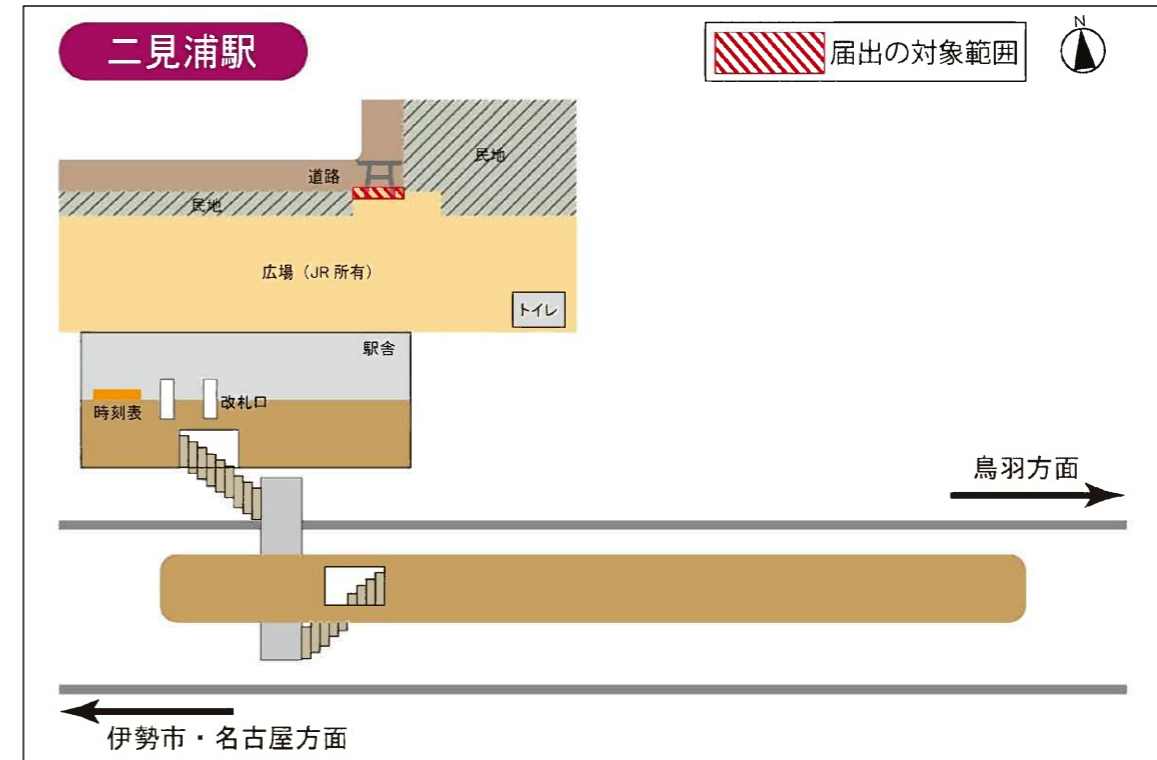 二見浦駅
届出の対象範囲
N
民地
道路
民地
広場（JR 所有）
トイレ
駅舎
改札口
時刻表
鳥羽方面
伊勢市・名古屋方面